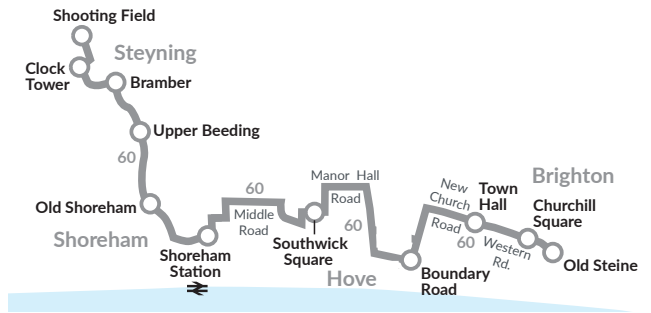 Shooting Field
Steyning
Clock
Tower
Bramber
Upper Beeding
60
Old Shoreham
Shoreham
Shoreham
Station
60
Middle
Road
Southwick
Square
Manor Hall
Road
60
Hove
Boundary
Road
New
Church
Road
Town
Hall
60
Western
Rd.
Brighton
Churchill
Square
Old Steine